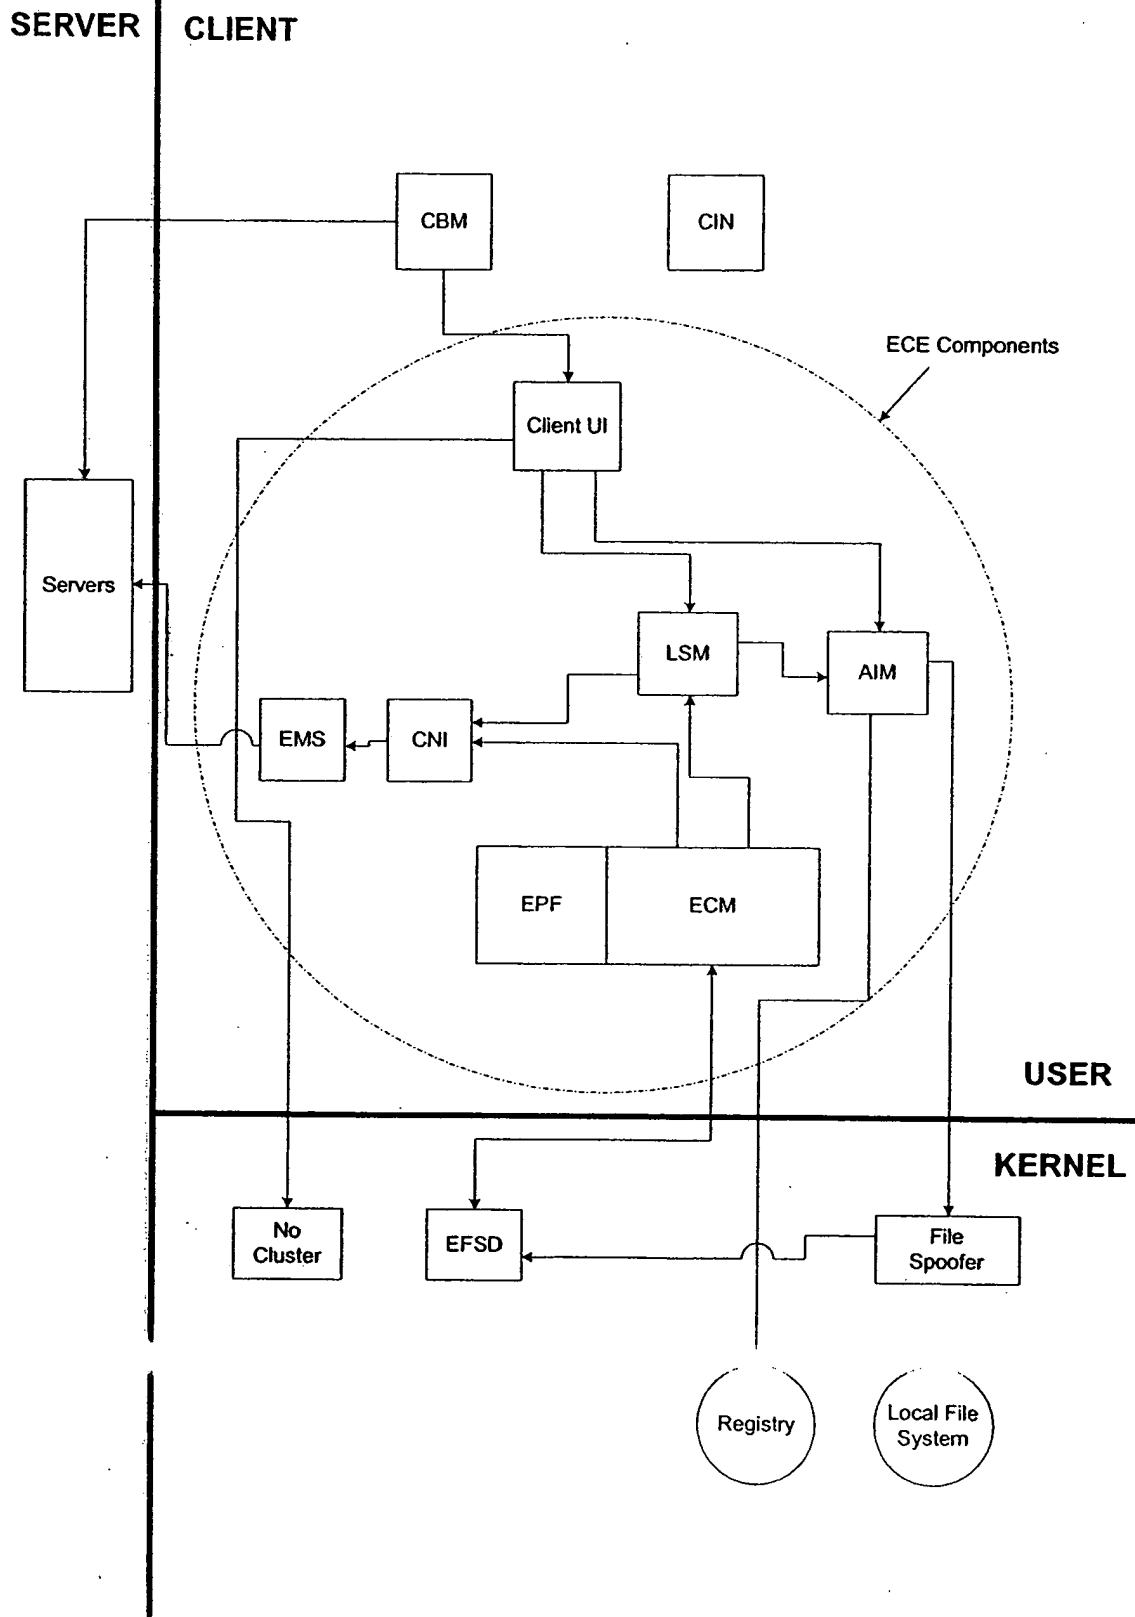 SERVER
CLIENT
CBM
CIN
ECE Components
Client UI
Servers
LSM
AIM
EMS
CNI
EPF
ECM
USER
KERNEL
No
Cluster
EFSD
File
Spoofer
Registry
Local File
System